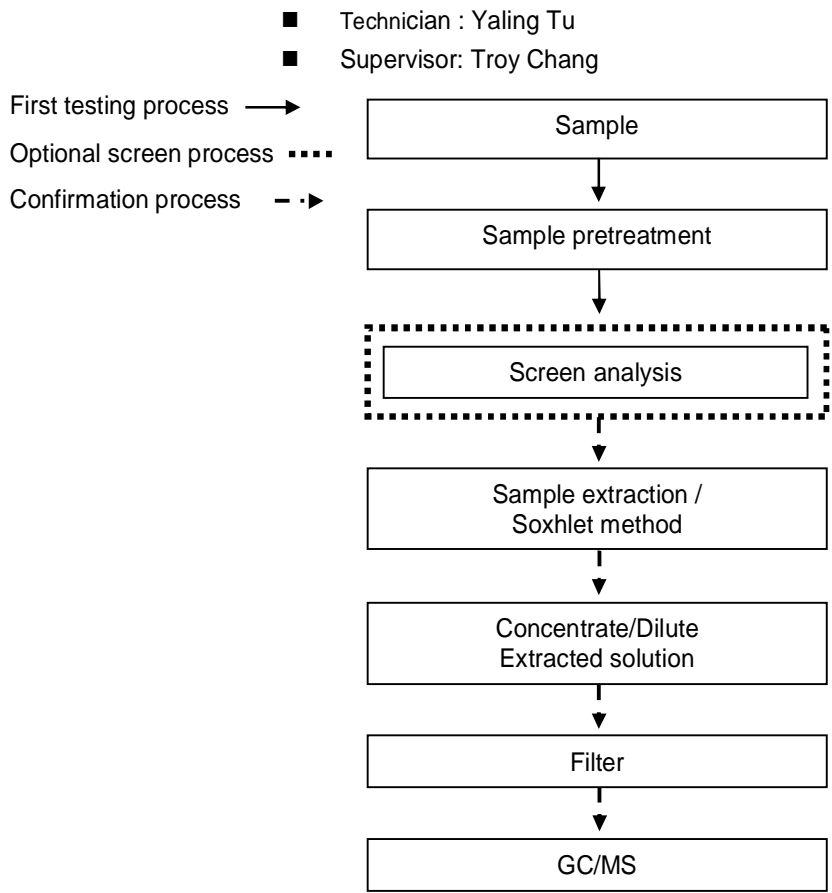 ■ Technician : Yaling Tu
■ Supervisor: Troy Chang
First testing process
Optional screen process
Confirmation process
Sample
Sample pretreatment
Screen analysis
Sample extraction /
Soxhlet method
Concentrate/Dilute
Extracted solution
Filter
GC/MS